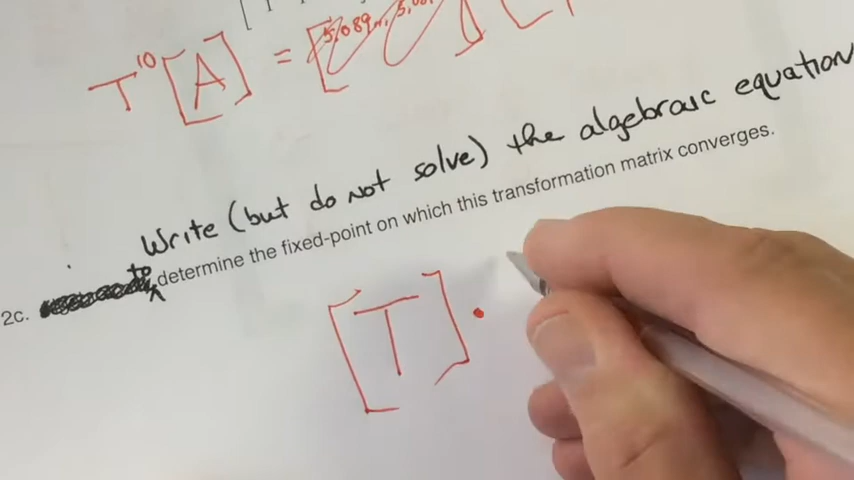 T¹⁰ [A] = [
Write (but do not solve) the algebraic equation
2c. to determine the fixed-point on which this transformation matrix converges.
[T] ·